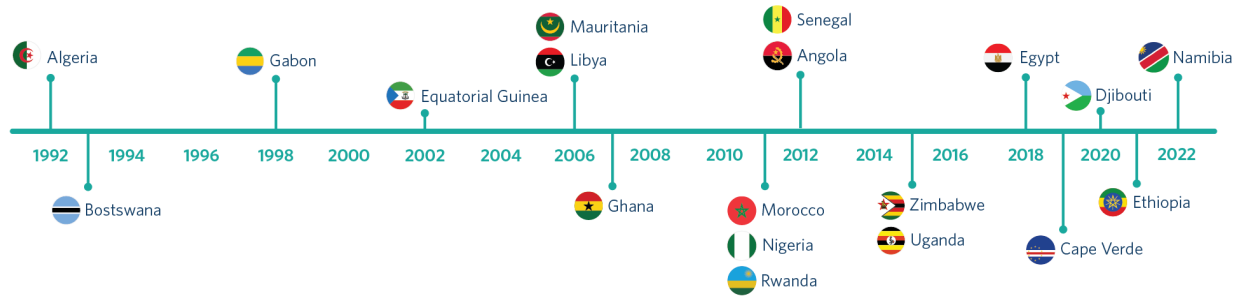 Mauritania
Senegal
Algeria
Gabon
Libya
Angola
Egypt
Namibia
Equatorial Guinea
Djibouti
1992 1994 1996 1998 2000 2002 2004 2006 2008 2010 2012 2014 2016 2018 2020 2022
Bostswana
Ghana
Morocco
Zimbabwe
Ethiopia
Nigeria
Uganda
Cape Verde
Rwanda